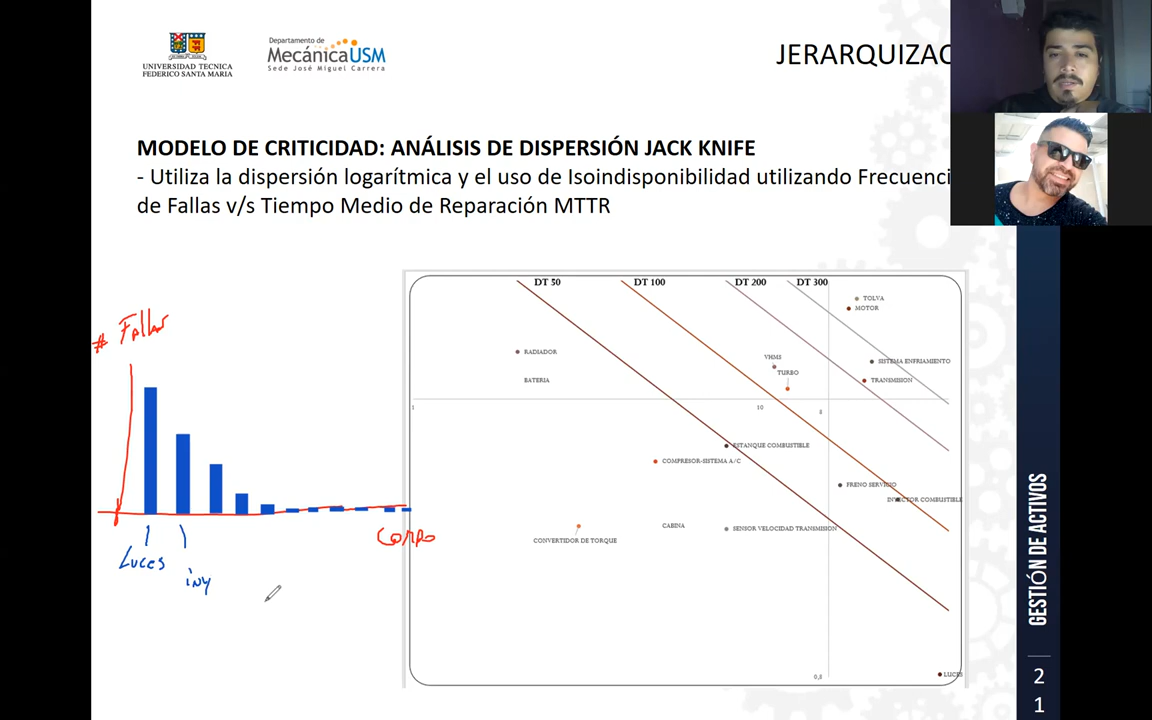 UNIVERSIDAD TECNICA
FEDERICO SANTA MARIA
Departamento de
MecánicaUSM
Sede José Miguel Carrera
JERARQUIZAC
MODELO DE CRITICIDAD: ANÁLISIS DE DISPERSIÓN JACK KNIFE
- Utiliza la dispersión logarítmica y el uso de Isoindisponibilidad utilizando Frecuenci
de Fallas v/s Tiempo Medio de Reparación MTTR
# Fallas
Luces
iny
DT 50
DT 100
DT 200
DT 300
TOLVA
MOTOR
RADIADOR
VHMS
SISTEMA ENFRIAMIENTO
BATERIA
TURBO
TRANSMISION
1
10
8
ESTANQUE COMBUSTIBLE
COMPRESOR-SISTEMA A/C
FRENO SERVICIO
INYECTOR COMBUSTIBLE
CABINA
SENSOR VELOCIDAD TRANSMISION
CONVERTIDOR DE TORQUE
0,8
LUCES
GESTIÓN DE ACTIVOS
2
1